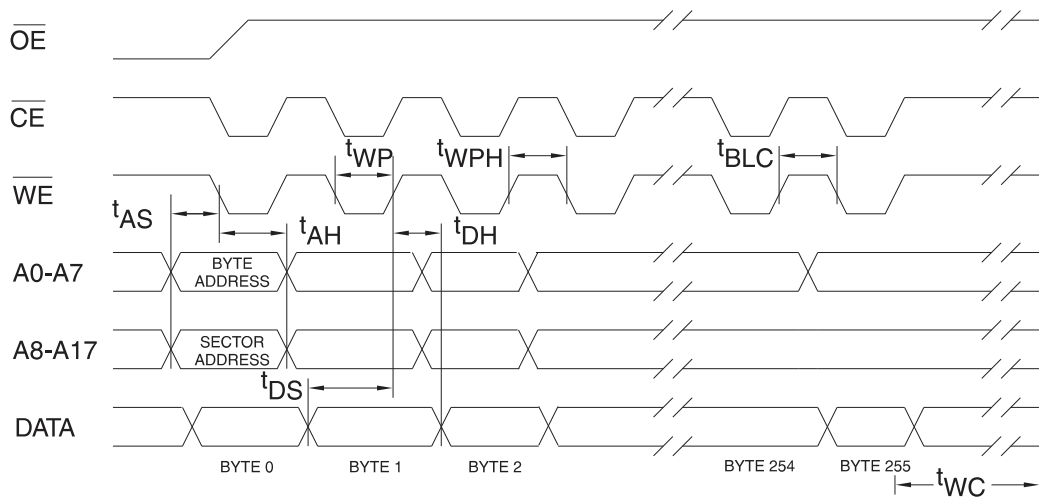 OE
CE
tWP tWPH tBLC
WE
tAS tAH tDH
A0-A7 BYTE ADDRESS
A8-A17 SECTOR ADDRESS
tDS
DATA
BYTE 0 BYTE 1 BYTE 2 BYTE 254 BYTE 255
tWC